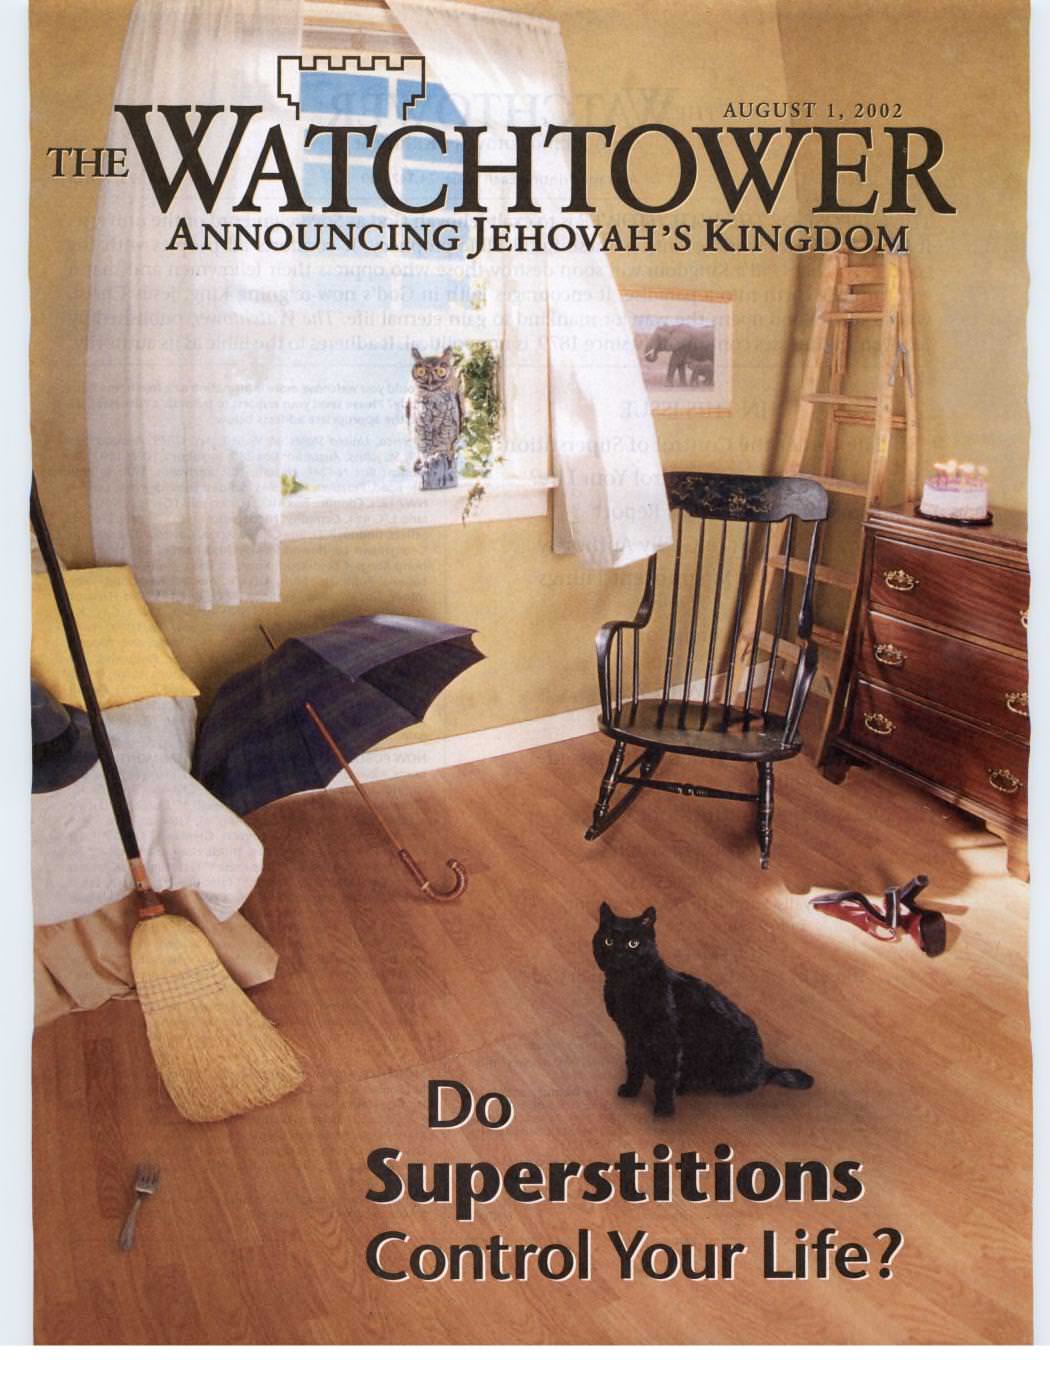 AUGUST 1, 2002
THE WATCHTOWER
ANNOUNCING JEHOVAH'S KINGDOM
Do
Superstitions
Control Your Life?